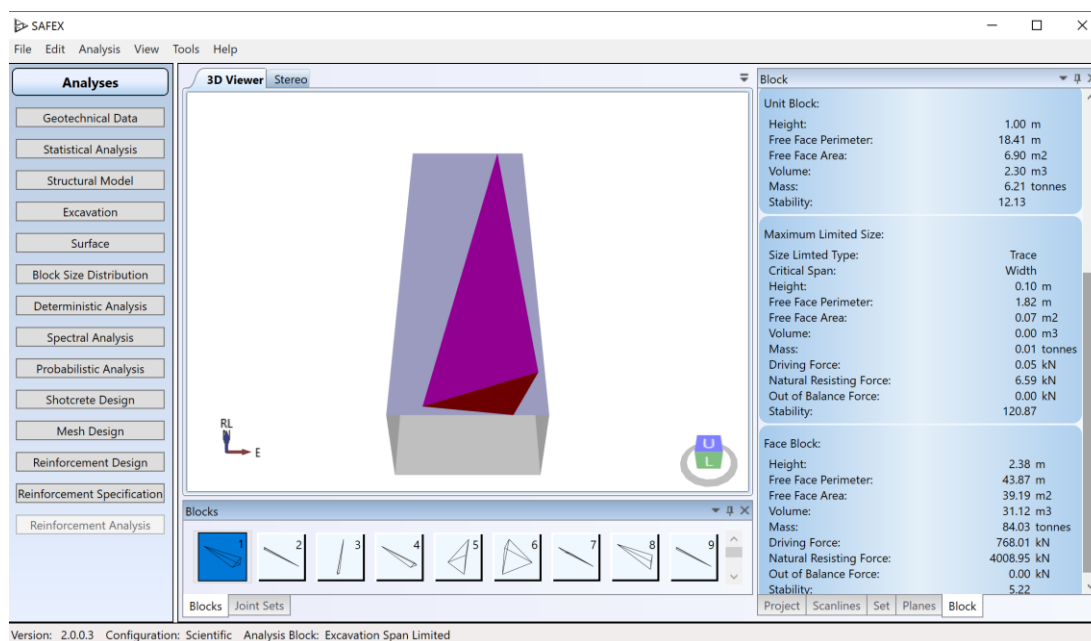 SAFEX
File Edit Analysis View Tools Help
Analyses
Geotechnical Data
Statistical Analysis
Structural Model
Excavation
Surface
Block Size Distribution
Deterministic Analysis
Spectral Analysis
Probabilistic Analysis
Shotcrete Design
Mesh Design
Reinforcement Design
Reinforcement Specification
Reinforcement Analysis
3D Viewer Stereo
RL
N
E
U
L
Blocks
1 2 3 4 5 6 7 8 9
Blocks Joint Sets
Block
Unit Block:
Height: 1.00 m
Free Face Perimeter: 18.41 m
Free Face Area: 6.90 m2
Volume: 2.30 m3
Mass: 6.21 tonnes
Stability: 12.13
Maximum Limited Size:
Size Limted Type: Trace
Critical Span: Width
Height: 0.10 m
Free Face Perimeter: 1.82 m
Free Face Area: 0.07 m2
Volume: 0.00 m3
Mass: 0.01 tonnes
Driving Force: 0.05 kN
Natural Resisting Force: 6.59 kN
Out of Balance Force: 0.00 kN
Stability: 120.87
Face Block:
Height: 2.38 m
Free Face Perimeter: 43.87 m
Free Face Area: 39.19 m2
Volume: 31.12 m3
Mass: 84.03 tonnes
Driving Force: 768.01 kN
Natural Resisting Force: 4008.95 kN
Out of Balance Force: 0.00 kN
Stability: 5.22
Project Scanlines Set Planes Block
Version: 2.0.0.3 Configuration: Scientific Analysis Block: Excavation Span Limited